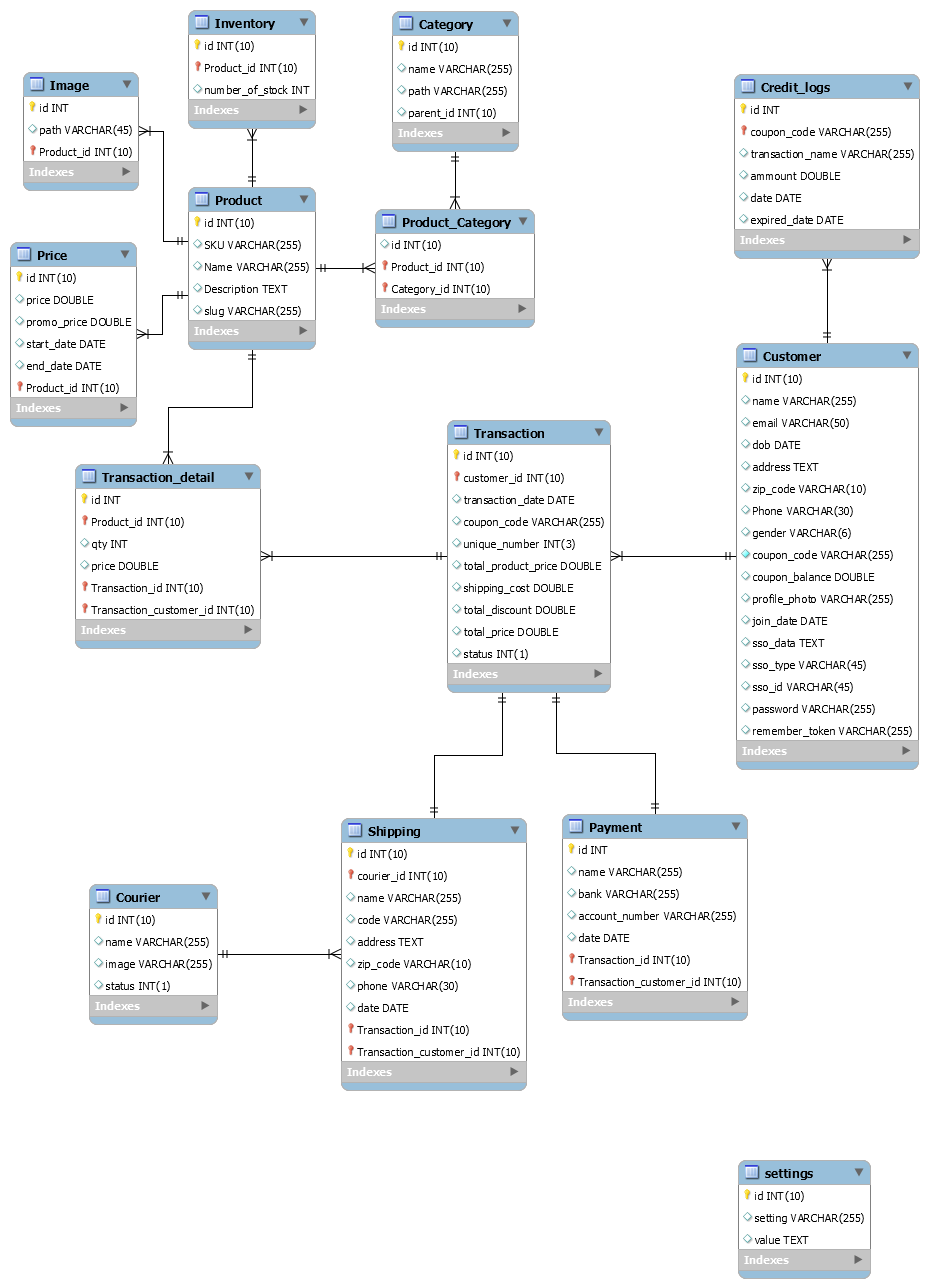 Inventory
id INT(10)
Product_id INT(10)
number_of_stock INT
Indexes
Category
id INT(10)
name VARCHAR(255)
path VARCHAR(255)
parent_id INT(10)
Indexes
Image
id INT
path VARCHAR(45)
Product_id INT(10)
Indexes
Credit_logs
id INT
coupon_code VARCHAR(255)
transaction_name VARCHAR(255)
ammount DOUBLE
date DATE
expired_date DATE
Indexes
Product
id INT(10)
SKU VARCHAR(255)
Name VARCHAR(255)
Description TEXT
slug VARCHAR(255)
Indexes
Product_Category
id INT(10)
Product_id INT(10)
Category_id INT(10)
Indexes
Price
id INT(10)
price DOUBLE
promo_price DOUBLE
start_date DATE
end_date DATE
Product_id INT(10)
Indexes
Customer
id INT(10)
name VARCHAR(255)
email VARCHAR(50)
dob DATE
address TEXT
zip_code VARCHAR(10)
Phone VARCHAR(30)
gender VARCHAR(6)
coupon_code VARCHAR(255)
coupon_balance DOUBLE
profile_photo VARCHAR(255)
join_date DATE
sso_data TEXT
sso_type VARCHAR(45)
sso_id VARCHAR(45)
password VARCHAR(255)
remember_token VARCHAR(255)
Indexes
Transaction
id INT(10)
customer_id INT(10)
transaction_date DATE
coupon_code VARCHAR(255)
unique_number INT(3)
total_product_price DOUBLE
shipping_cost DOUBLE
total_discount DOUBLE
total_price DOUBLE
status INT(1)
Indexes
Transaction_detail
id INT
Product_id INT(10)
qty INT
price DOUBLE
Transaction_id INT(10)
Transaction_customer_id INT(10)
Indexes
Shipping
id INT(10)
courier_id INT(10)
name VARCHAR(255)
code VARCHAR(255)
address TEXT
zip_code VARCHAR(10)
phone VARCHAR(30)
date DATE
Transaction_id INT(10)
Transaction_customer_id INT(10)
Indexes
Payment
id INT
name VARCHAR(255)
bank VARCHAR(255)
account_number VARCHAR(255)
date DATE
Transaction_id INT(10)
Transaction_customer_id INT(10)
Indexes
Courier
id INT(10)
name VARCHAR(255)
image VARCHAR(255)
status INT(1)
Indexes
settings
id INT(10)
setting VARCHAR(255)
value TEXT
Indexes